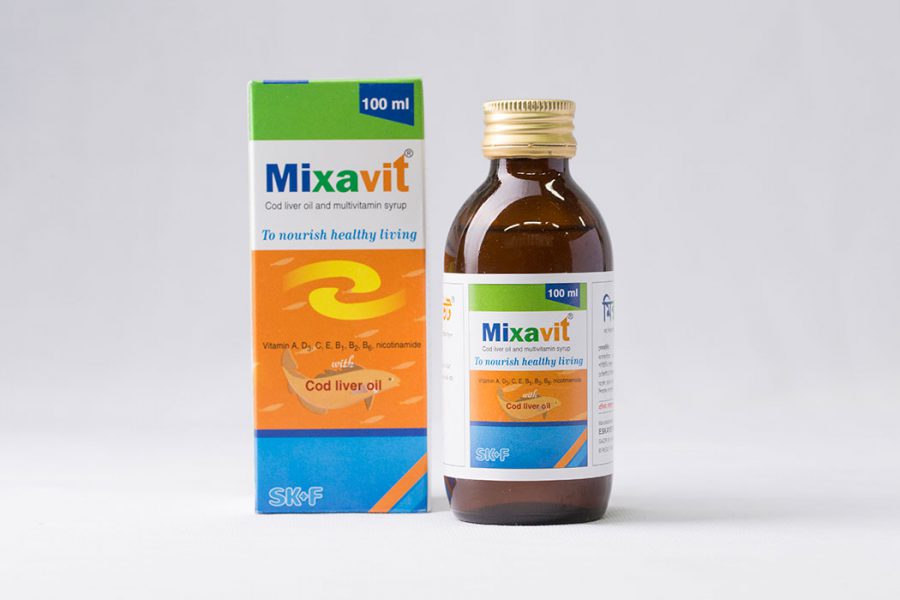 100 ml
Mixavit®
Cod liver oil and multivitamin syrup
To nourish healthy living
Vitamin A, D3, C, E, B1, B2, B6, nicotinamide
with
Cod liver oil
SK+F
100 ml
Mixavit®
Cod liver oil and multivitamin syrup
To nourish healthy living
Vitamin A, D3, C, E, B1, B2, B6, nicotinamide
with
Cod liver oil
SK+F